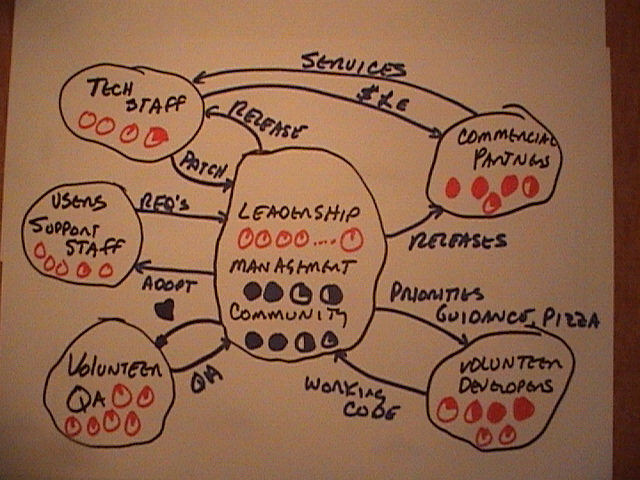 SERVICES
$£€
TECH
STAFF
RELEASE
COMMERCIAL
PARTNERS
PATCH
USERS
SUPPORT
STAFF
REQ'S
LEADERSHIP
....
RELEASES
MANAGEMENT
ADOPT
COMMUNITY
PRIORITIES
GUIDANCE, PIZZA
VOLUNTEER
QA
QA
WORKING
CODE
VOLUNTEER
DEVELOPERS